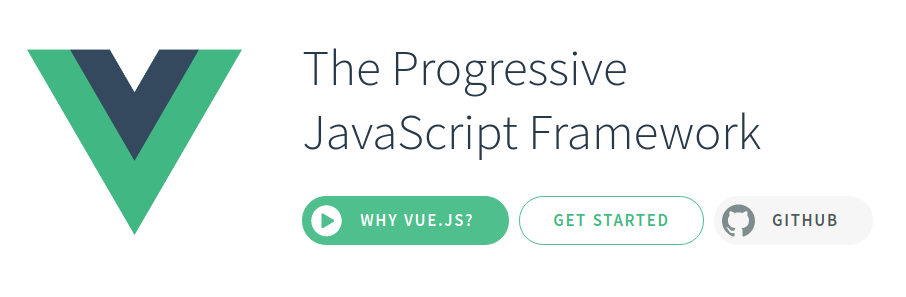 The Progressive
JavaScript Framework
WHY VUE.JS? GET STARTED GITHUB